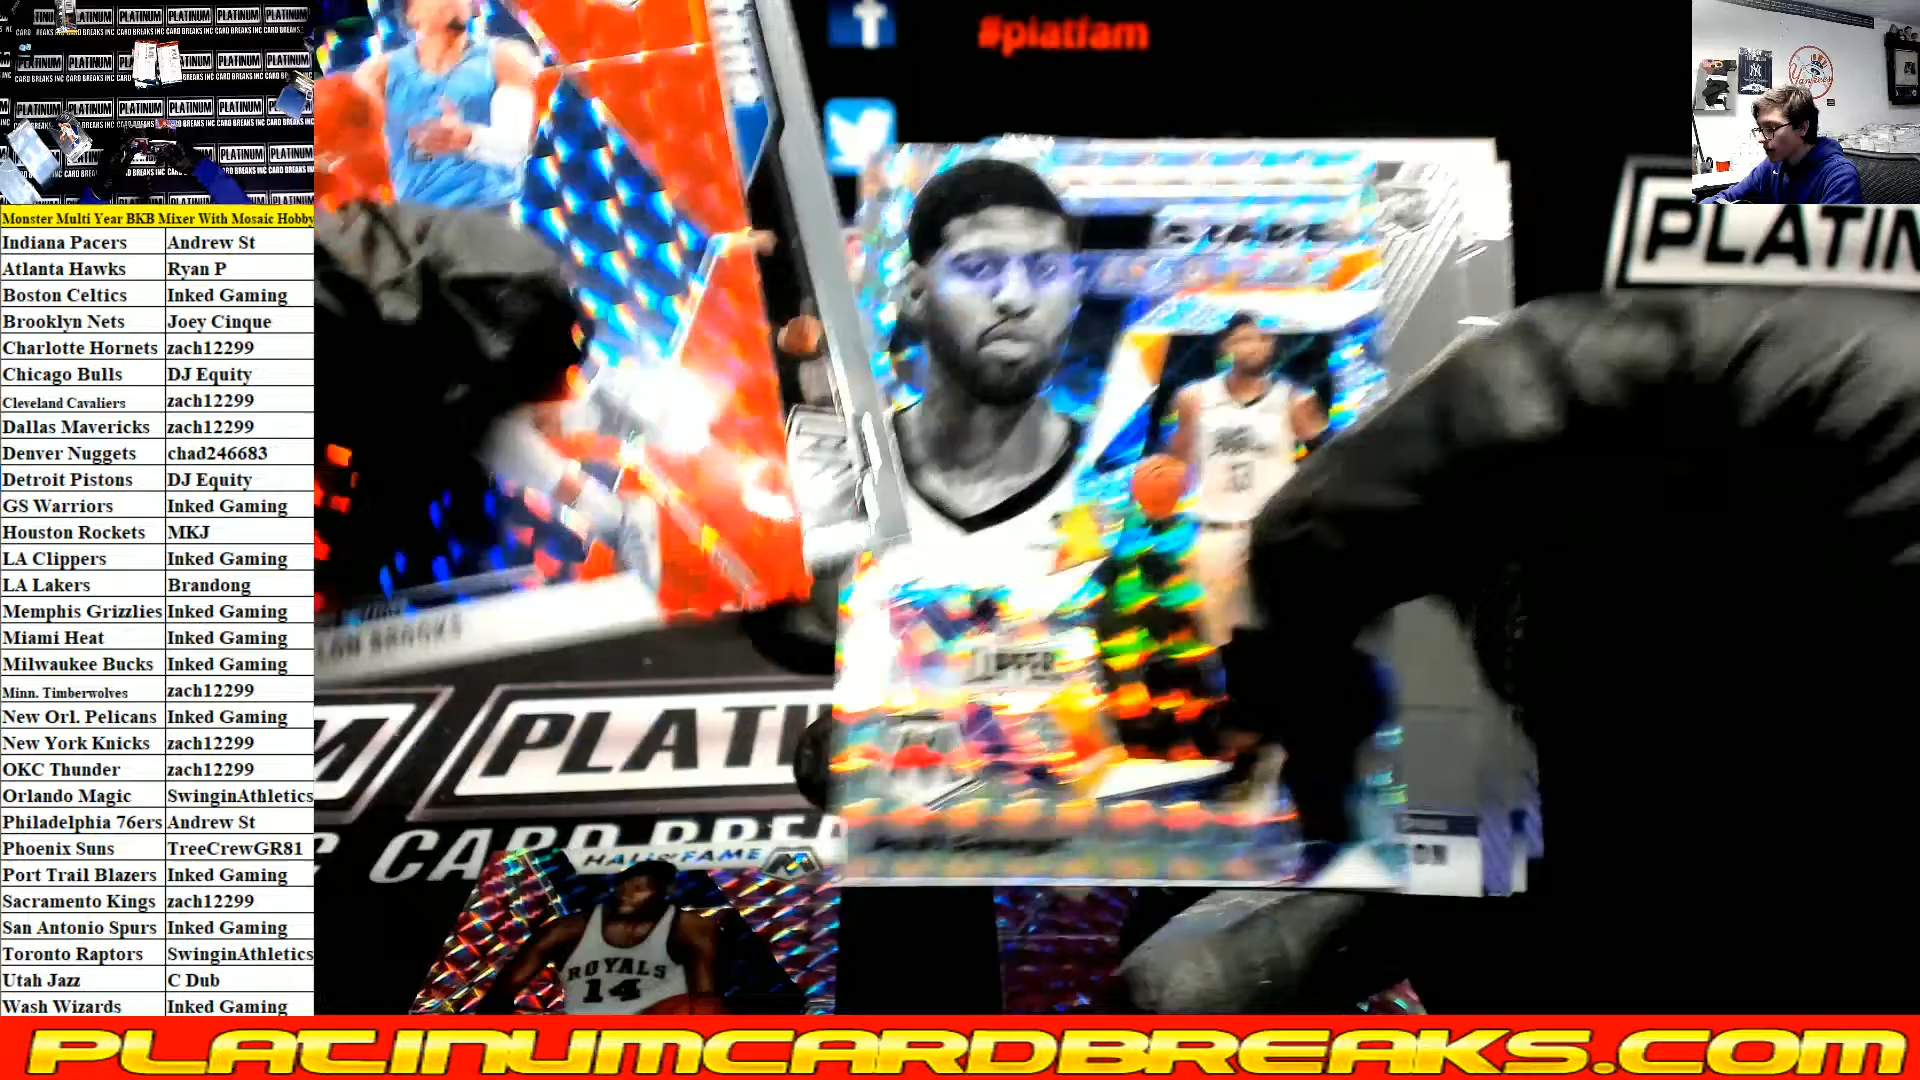 #platfam
PLATINUM
CARD BREAKS INC
Monster Multi Year BKB Mixer With Mosaic Hobby
Indiana Pacers Andrew St
Atlanta Hawks Ryan P
Boston Celtics Inked Gaming
Brooklyn Nets Joey Cinque
Charlotte Hornets zach12299
Chicago Bulls DJ Equity
Cleveland Cavaliers zach12299
Dallas Mavericks zach12299
Denver Nuggets chad246683
Detroit Pistons DJ Equity
GS Warriors Inked Gaming
Houston Rockets MKJ
LA Clippers Inked Gaming
LA Lakers Brandong
Memphis Grizzlies Inked Gaming
Miami Heat Inked Gaming
Milwaukee Bucks Inked Gaming
Minn. Timberwolves zach12299
New Orl. Pelicans Inked Gaming
New York Knicks zach12299
OKC Thunder zach12299
Orlando Magic SwinginAthletics
Philadelphia 76ers Andrew St
Phoenix Suns TreeCrewGR81
Port Trail Blazers Inked Gaming
Sacramento Kings zach12299
San Antonio Spurs Inked Gaming
Toronto Raptors SwinginAthletics
Utah Jazz C Dub
Wash Wizards Inked Gaming
PLATIN
PLATI
C CARD BREA
HALL OF FAME
ROYALS
14
PLATINUMCARDBREAKS.COM